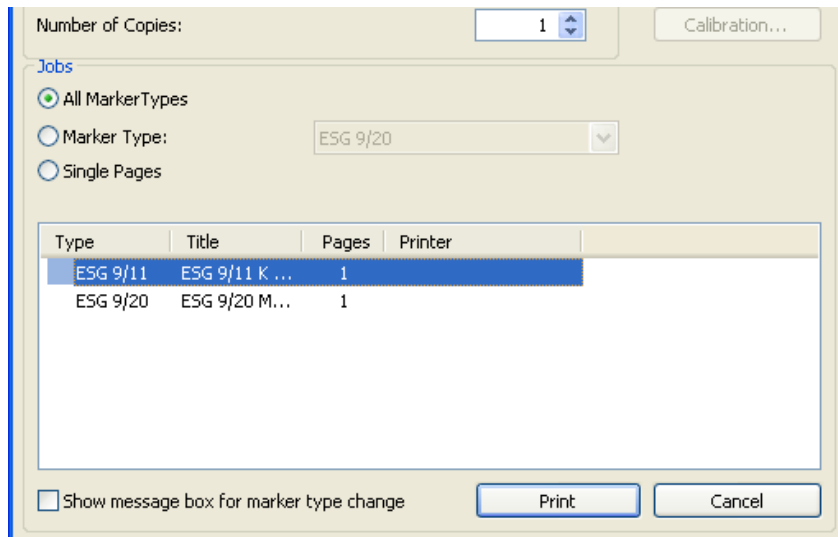 Number of Copies: 1 Calibration...
Jobs
All MarkerTypes
Marker Type: ESG 9/20
Single Pages
Type Title Pages Printer
ESG 9/11 ESG 9/11 K ... 1
ESG 9/20 ESG 9/20 M... 1
Show message box for marker type change Print Cancel